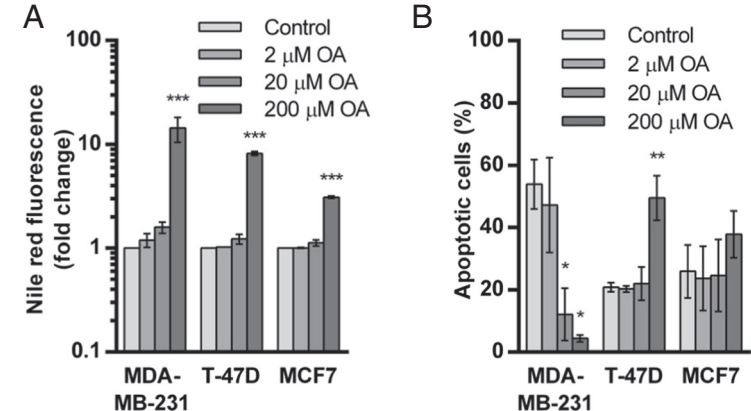 A
Nile red fluorescence
(fold change)
100
10
1
0.1
Control
2 μM OA
20 μM OA
200 μM OA
***
***
***
MDA-
MB-231
T-47D
MCF7
B
Apoptotic cells (%)
100
80
60
40
20
0
Control
2 μM OA
20 μM OA
200 μM OA
*
*
**
MDA-
MB-231
T-47D
MCF7